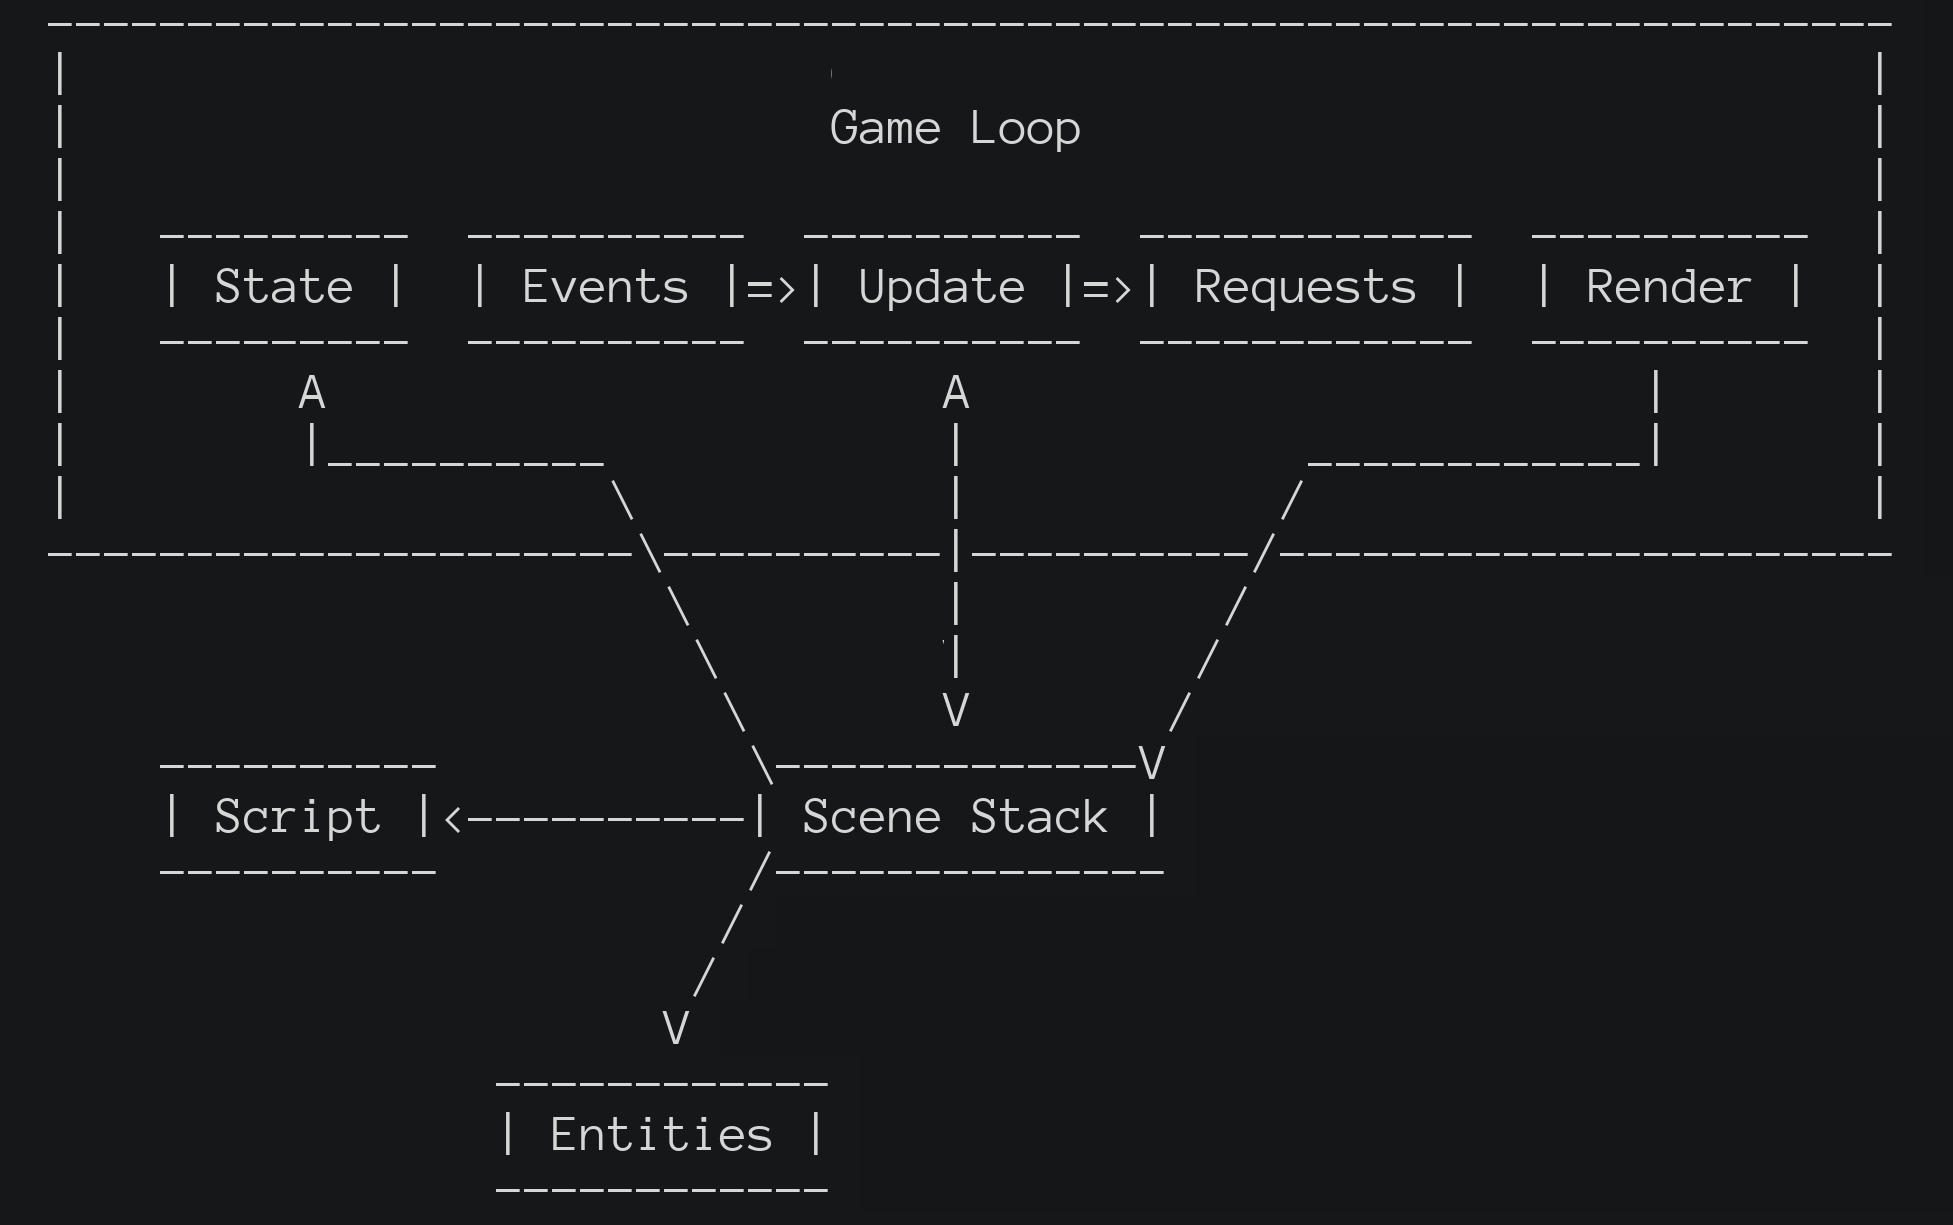 Game Loop
| State | | Events |=>| Update |=>| Requests | | Render |
A A
V
V
| Script |<----------| Scene Stack |
V
| Entities |